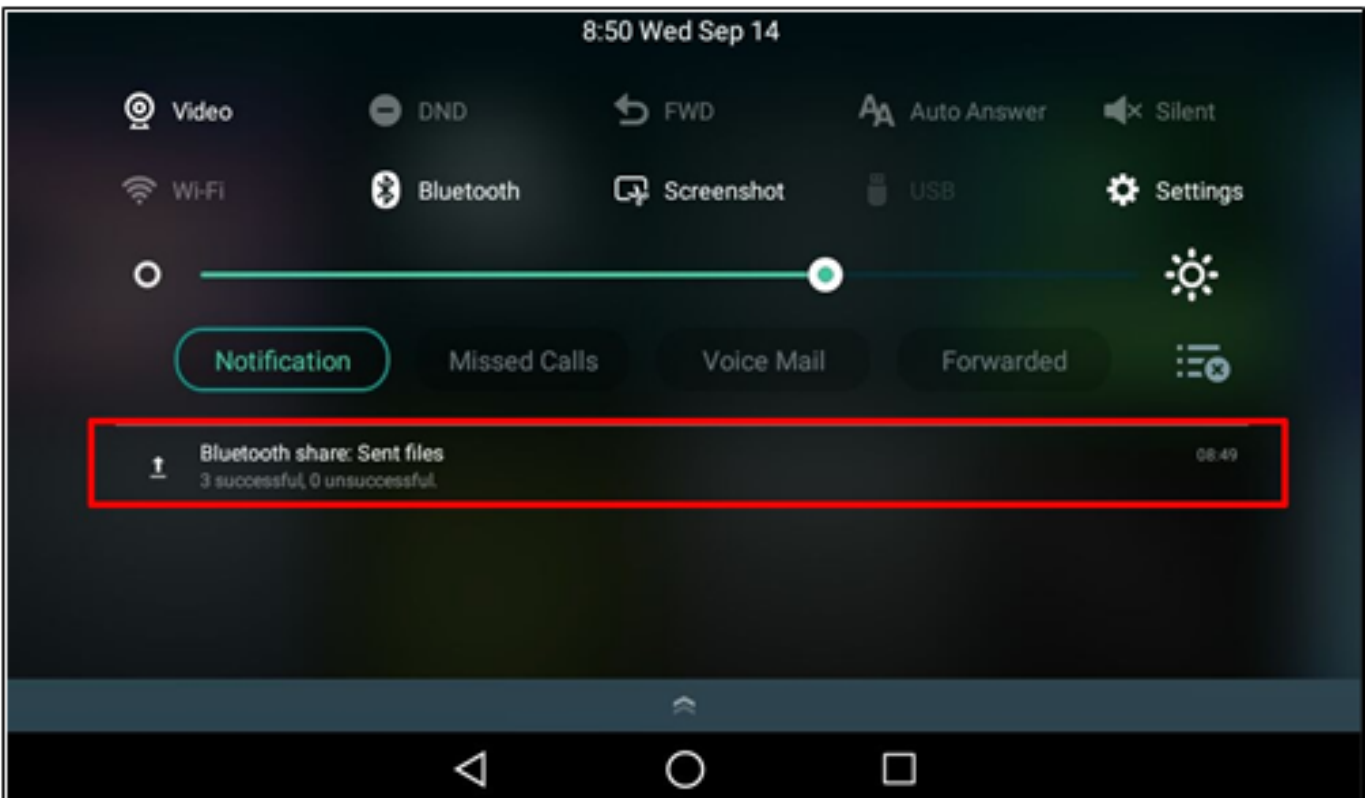 8:50 Wed Sep 14
Video DND FWD Auto Answer Silent
Wi-Fi Bluetooth Screenshot USB Settings
Notification Missed Calls Voice Mail Forwarded
Bluetooth share: Sent files 08:49
3 successful, 0 unsuccessful.